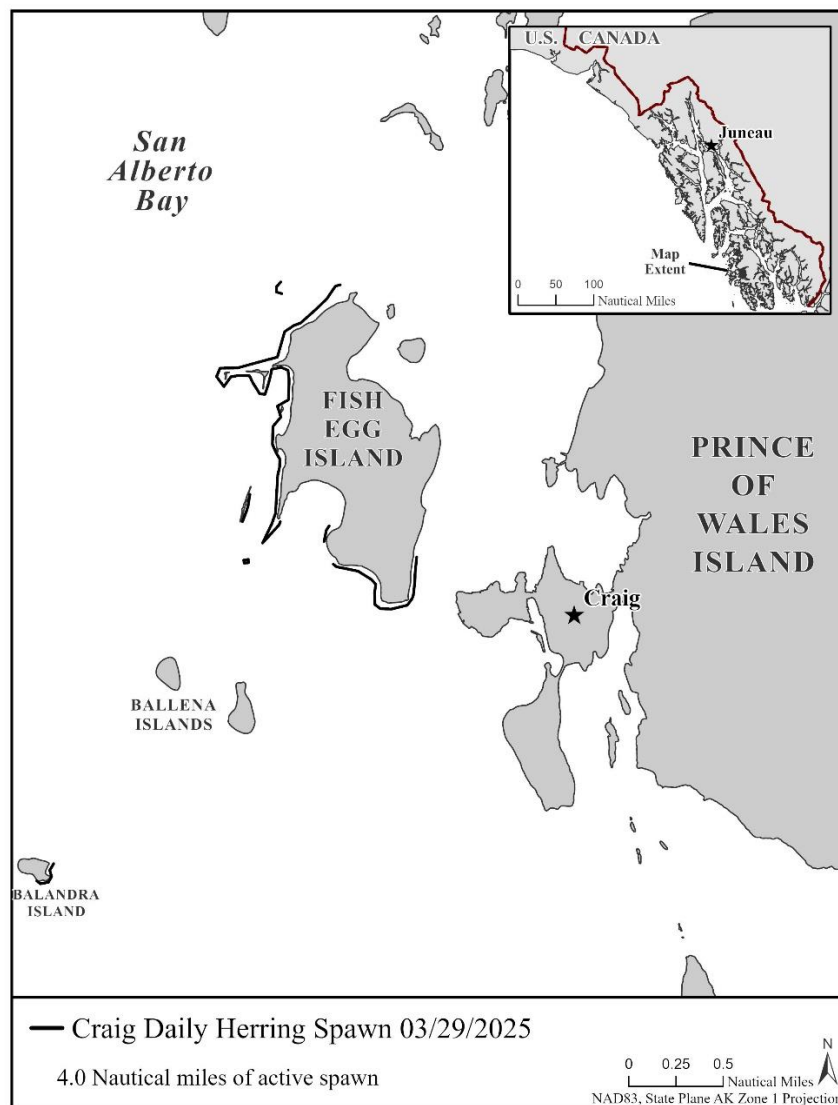 U.S. CANADA
Juneau
Map
Extent
0 50 100
Nautical Miles
San
Alberto
Bay
FISH
EGG
ISLAND
PRINCE
OF
WALES
ISLAND
Craig
BALLENA
ISLANDS
BALANDRA
ISLAND
Craig Daily Herring Spawn 03/29/2025
4.0 Nautical miles of active spawn
N
0 0.25 0.5
Nautical Miles
NAD83, State Plane AK Zone 1 Projection